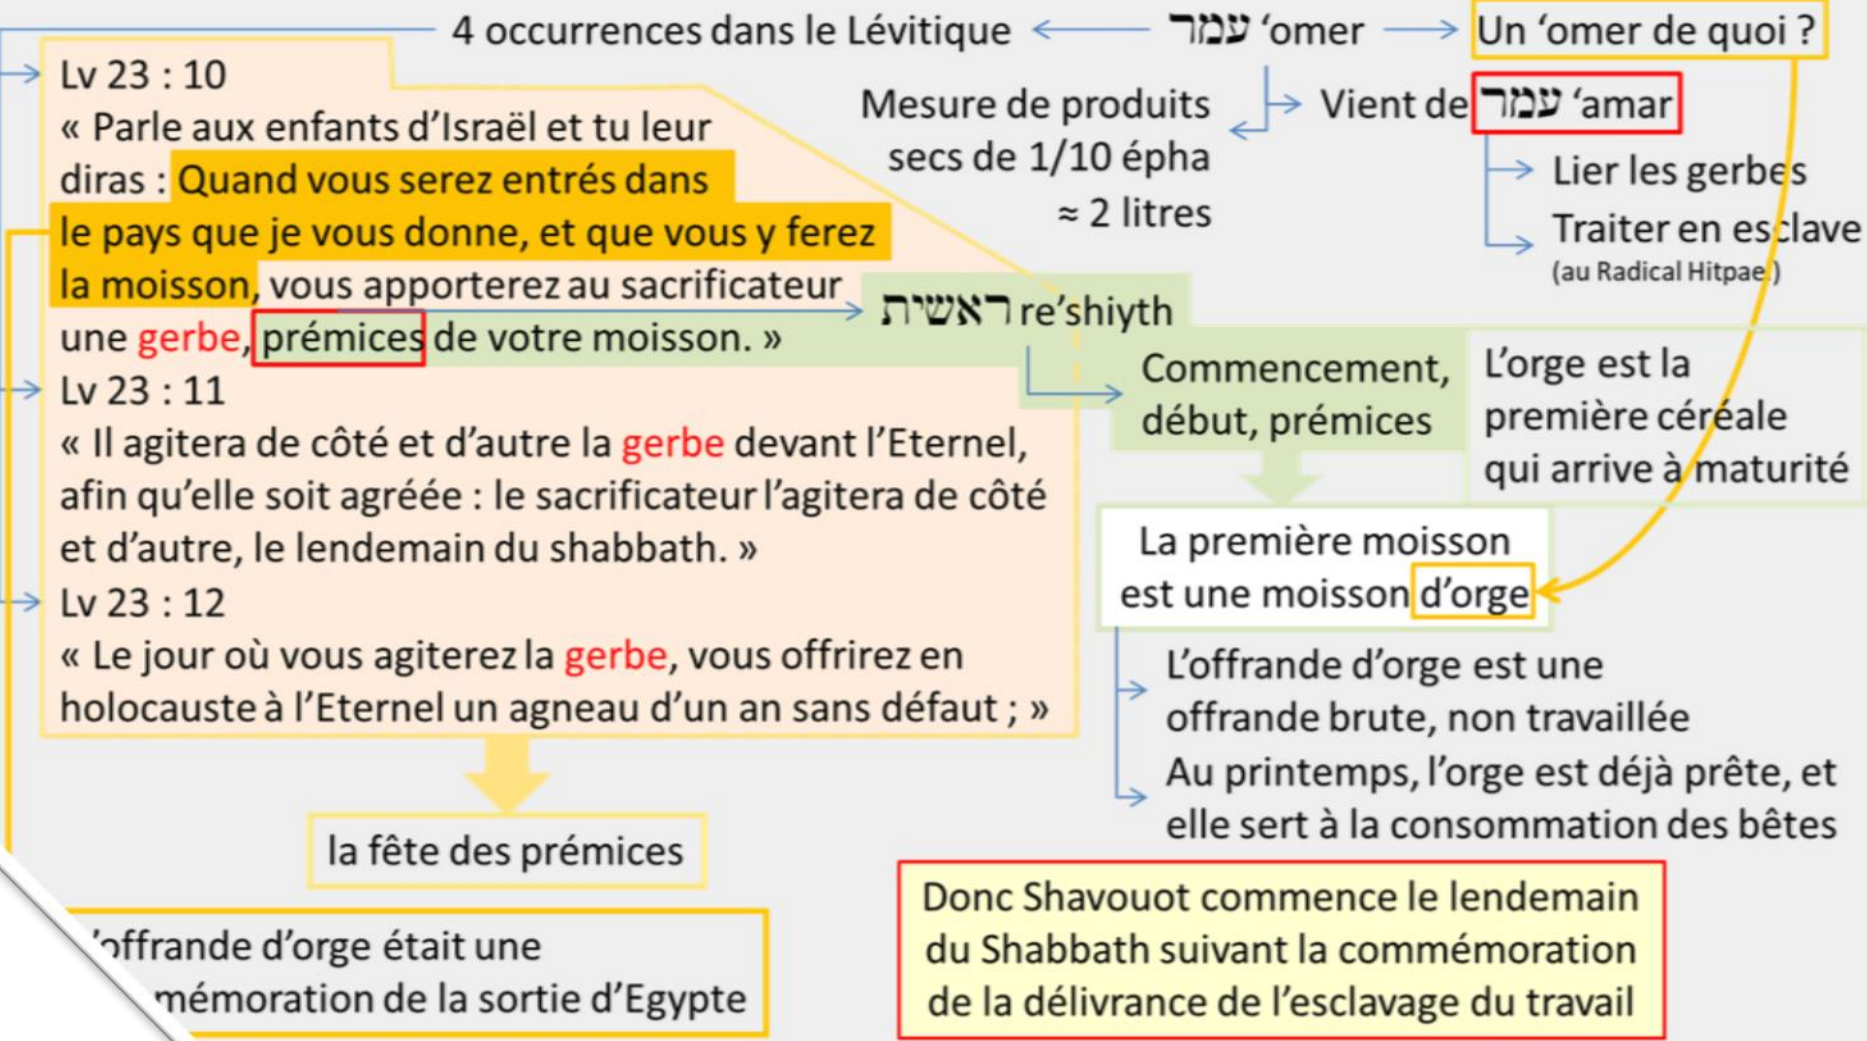 4 occurrences dans le Lévitique
עמר ‘omer
Un ‘omer de quoi ?
Mesure de produits
secs de 1/10 épha
≈ 2 litres
Vient de עמר ‘amar
Lier les gerbes
Traiter en esclave
(au Radical Hitpael)
Lv 23 : 10
« Parle aux enfants d’Israël et tu leur
diras : Quand vous serez entrés dans
le pays que je vous donne, et que vous y ferez
la moisson, vous apporterez au sacrificateur
une gerbe, prémices de votre moisson. »
Lv 23 : 11
« Il agitera de côté et d’autre la gerbe devant l’Eternel,
afin qu’elle soit agréée : le sacrificateur l’agitera de côté
et d’autre, le lendemain du shabbath. »
Lv 23 : 12
« Le jour où vous agiterez la gerbe, vous offrirez en
holocauste à l’Eternel un agneau d’un an sans défaut ; »
la fête des prémices
ראשית re’shiyth
Commencement,
début, prémices
L’orge est la
première céréale
qui arrive à maturité
La première moisson
est une moisson d’orge
L’offrande d’orge est une
offrande brute, non travaillée
Au printemps, l’orge est déjà prête, et
elle sert à la consommation des bêtes
’offrande d’orge était une
mémoration de la sortie d’Egypte
Donc Shavouot commence le lendemain
du Shabbath suivant la commémoration
de la délivrance de l’esclavage du travail